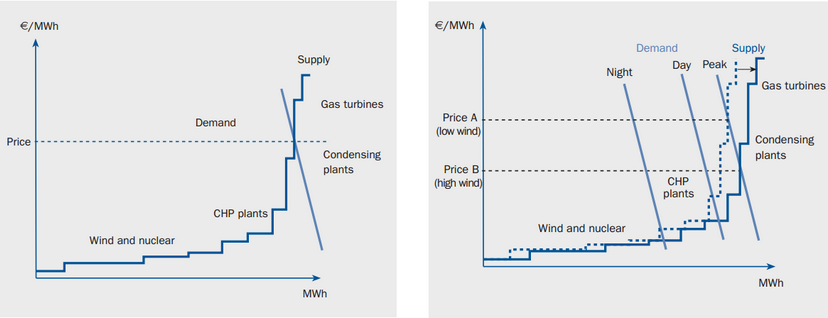 €/MWh
Supply
Gas turbines
Demand
Price
Condensing
plants
CHP plants
Wind and nuclear
MWh
€/MWh
Demand
Supply
Night
Day
Peak
Gas turbines
Price A
(low wind)
Condensing
plants
Price B
(high wind)
CHP
plants
Wind and nuclear
MWh